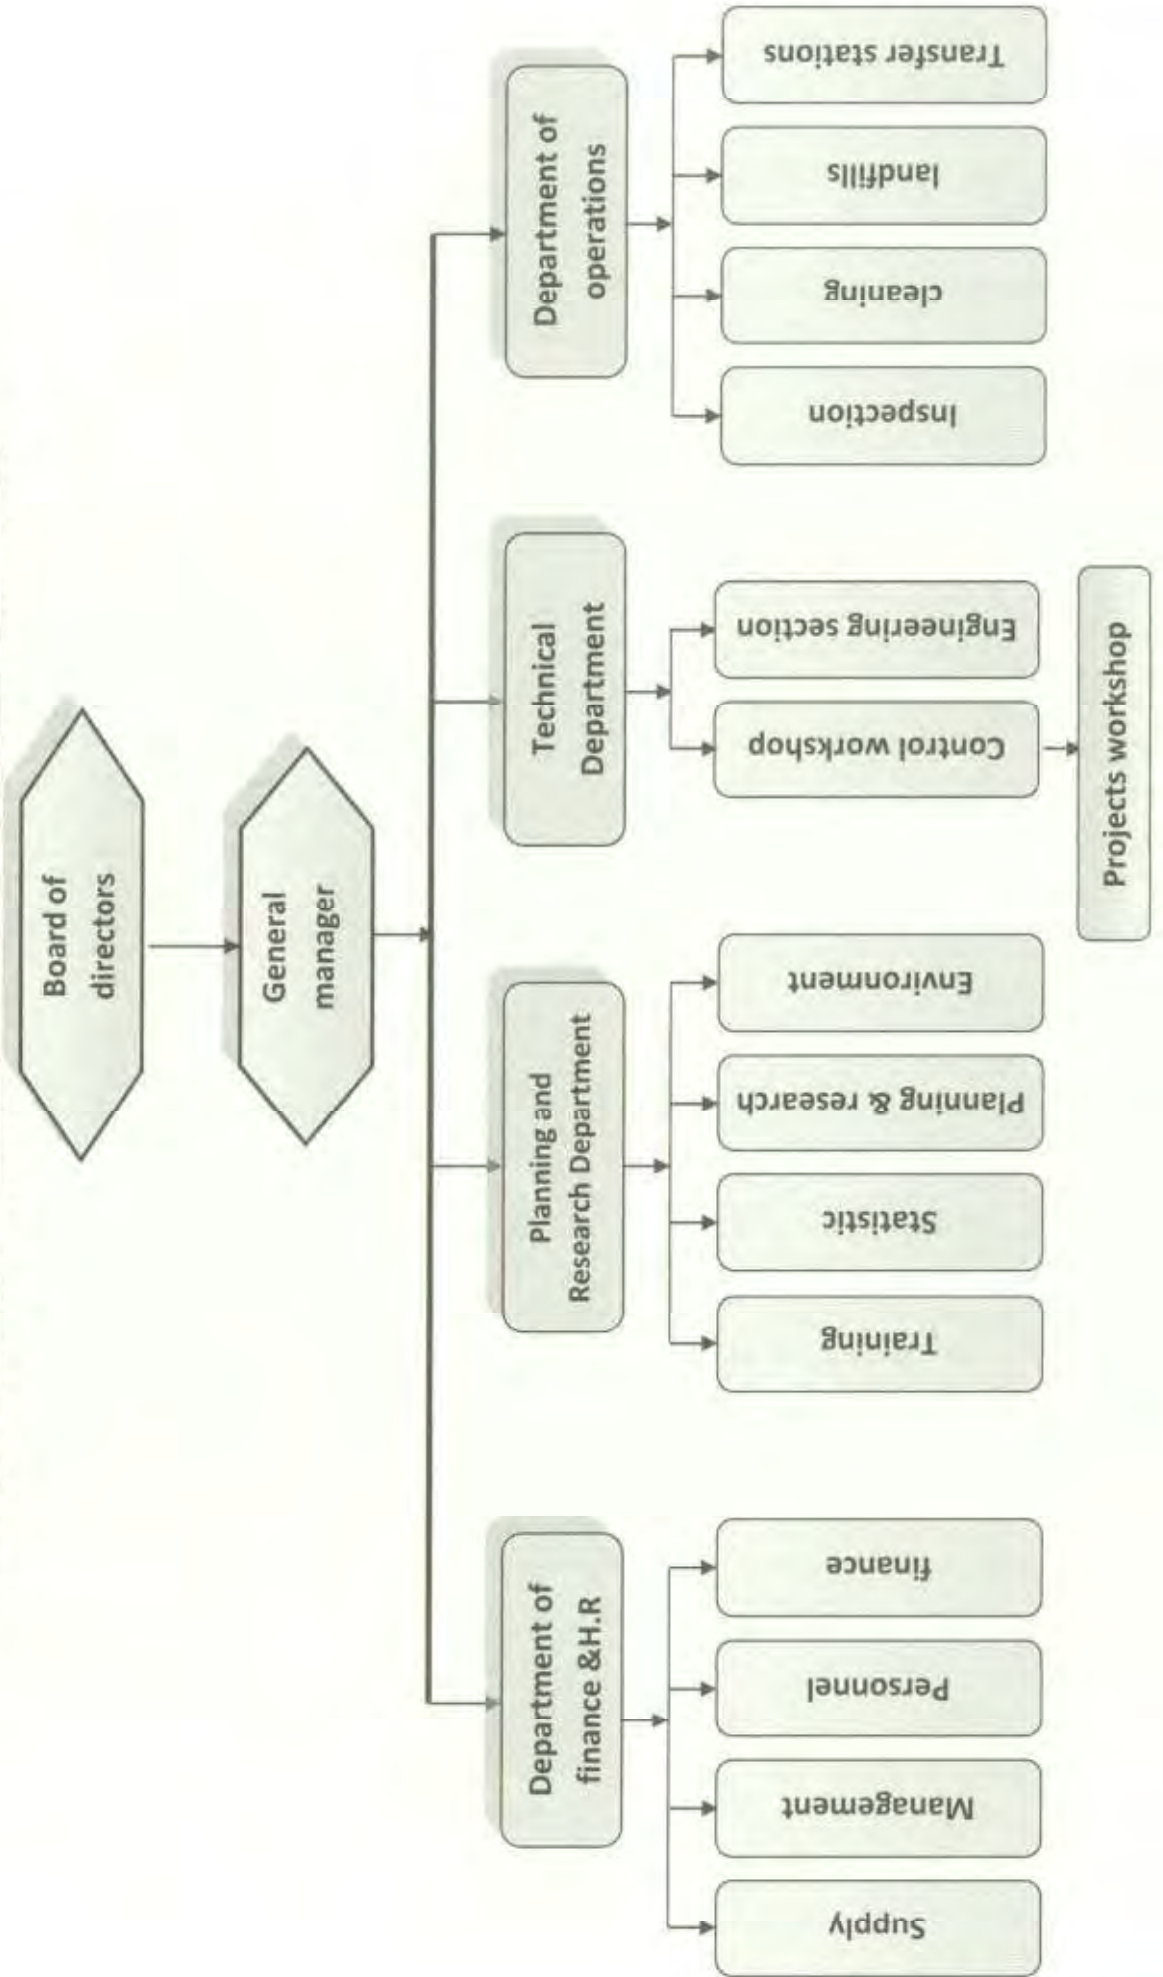 Board of
directors
General
manager
Department of
finance &H.R
Planning and
Research Department
Technical
Department
Department of
operations
Supply
Management
Personnel
finance
Training
Statistic
Planning & research
Environment
Control workshop
Engineering section
Inspection
cleaning
landfills
Transfer stations
Projects workshop